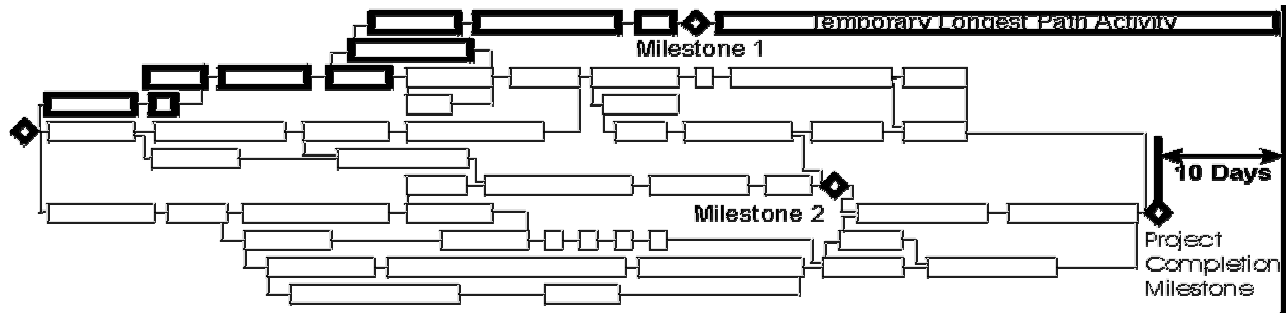 Temporary Longest Path Activity
Milestone 1
10 Days
Milestone 2
Project
Completion
Milestone